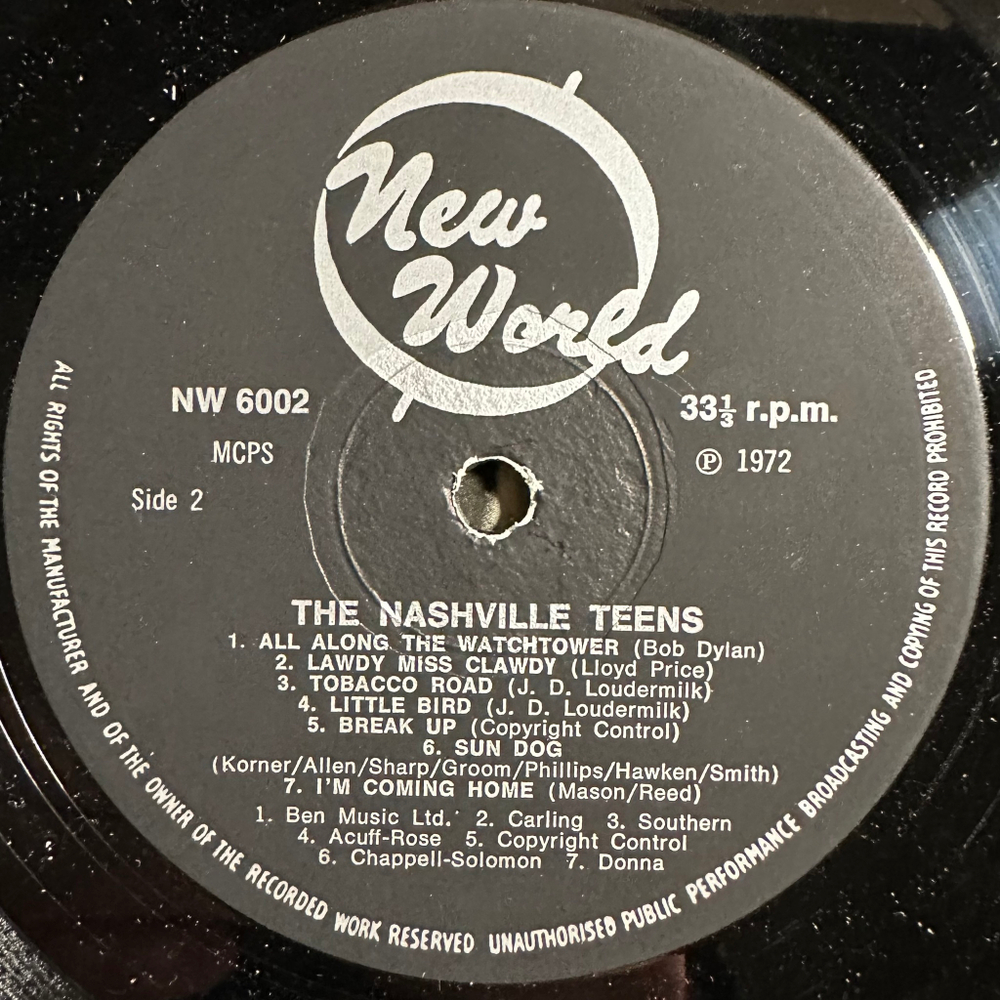 New
World
NW 6002
33⅓ r.p.m.
MCPS
℗ 1972
Side 2
THE NASHVILLE TEENS
1. ALL ALONG THE WATCHTOWER (Bob Dylan)
2. LAWDY MISS CLAWDY (Lloyd Price)
3. TOBACCO ROAD (J. D. Loudermilk)
4. LITTLE BIRD (J. D. Loudermilk)
5. BREAK UP (Copyright Control)
6. SUN DOG
(Korner/Allen/Sharp/Groom/Phillips/Hawken/Smith)
7. I'M COMING HOME (Mason/Reed)
1. Ben Music Ltd. 2. Carling 3. Southern
4. Acuff-Rose 5. Copyright Control
6. Chappell-Solomon 7. Donna
ALL RIGHTS OF THE MANUFACTURER AND OF THE OWNER OF THE RECORDED WORK RESERVED UNAUTHORISED PUBLIC PERFORMANCE BROADCASTING AND COPYING OF THIS RECORD PROHIBITED